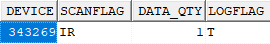 DEVICE SCANFLAG DATA_QTY LOGFLAG
343269 IR 1 T